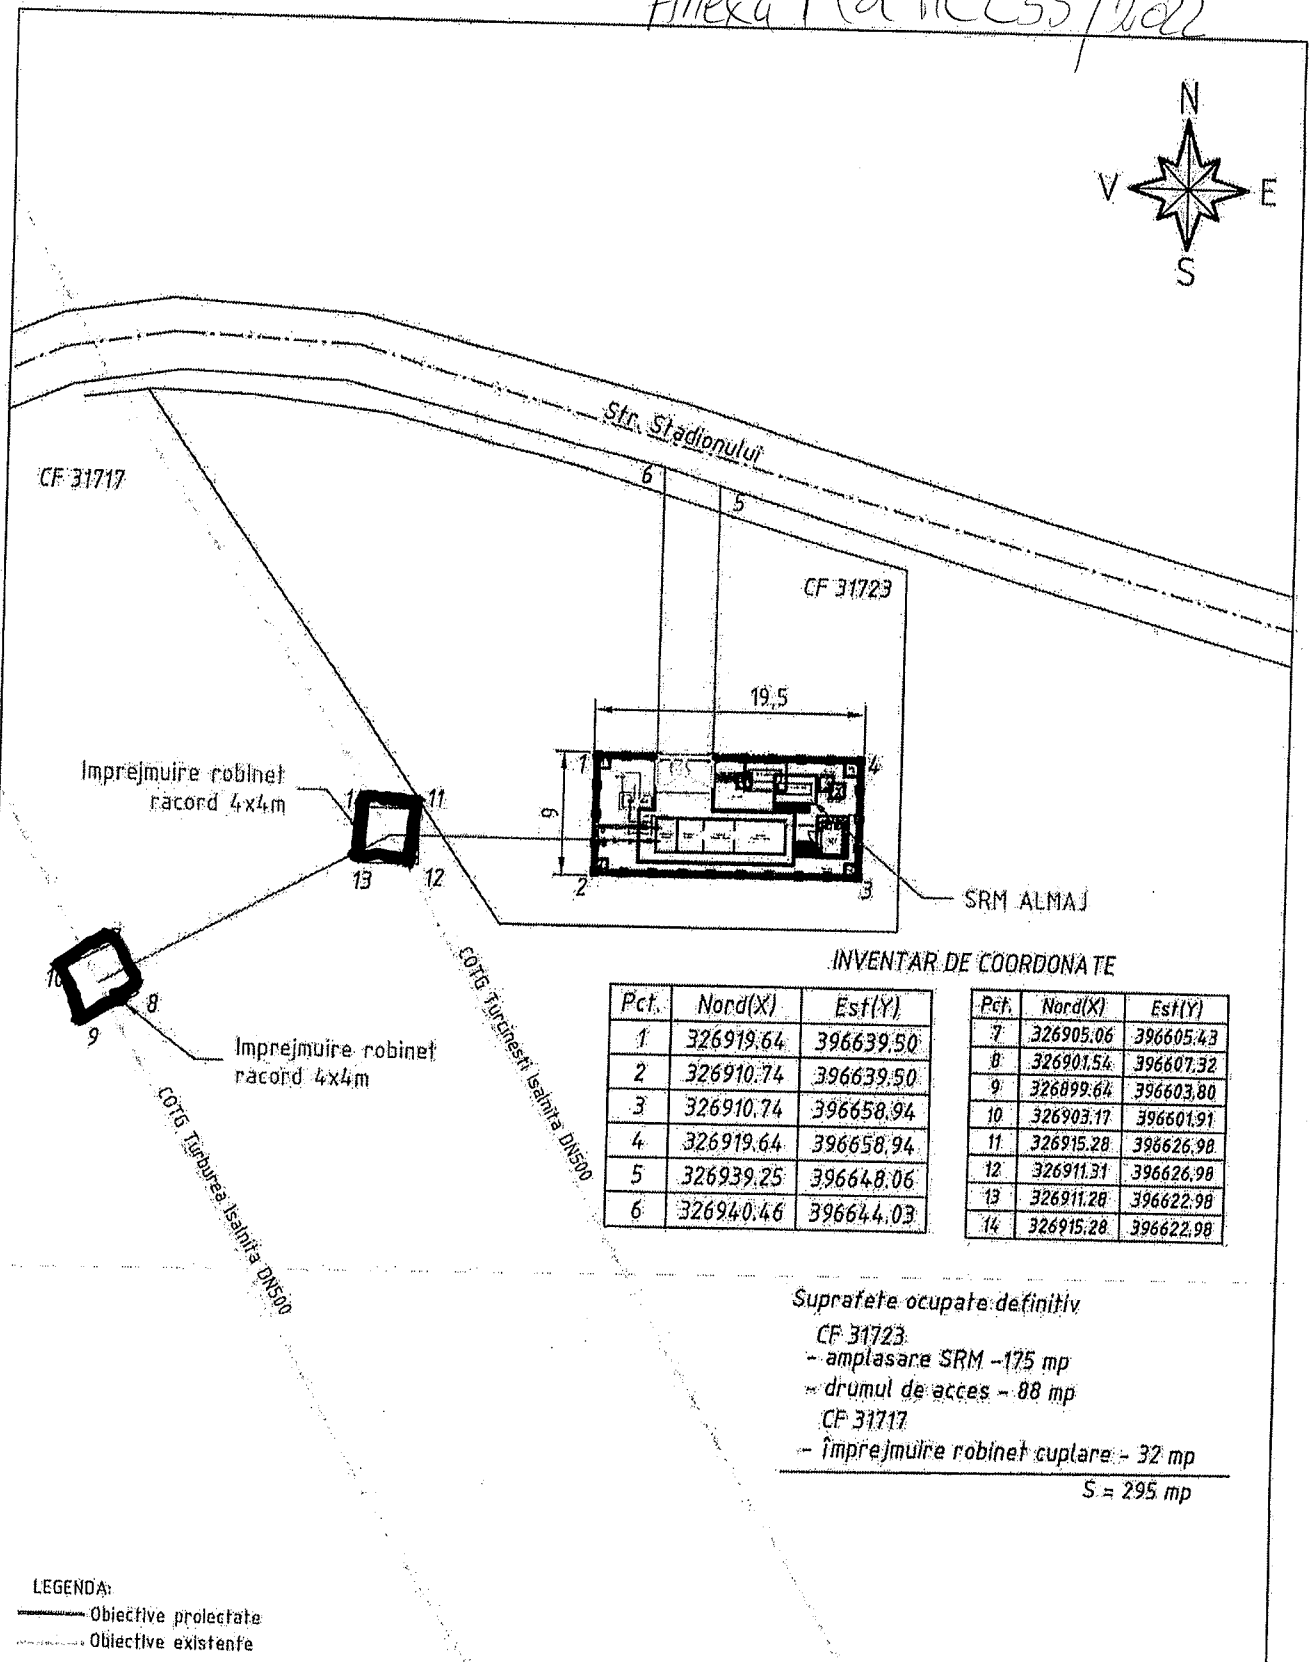 Anexa 1 la HCL 55/2022
N
V E
S
Str. Stadionului
CF 31717
6
5
CF 31723
19,5
Imprejmuire robinet
racord 4x4m
11
1
4
9
13
12
2
3
SRM ALMAJ
10
8
9
Imprejmuire robinet
racord 4x4m
COTG Turcinesti Isalnita DN500
COTG Turburea Isalnita DN500
INVENTAR DE COORDONATE
Pct. Nord(X) Est(Y)
1 326919.64 396639.50
2 326910.74 396639.50
3 326910.74 396658.94
4 326919.64 396658.94
5 326939.25 396648.06
6 326940.46 396644.03
Pct. Nord(X) Est(Y)
7 326905.06 396605.43
8 326901.54 396607.32
9 326899.64 396603.80
10 326903.17 396601.91
11 326915.28 396626.98
12 326911.31 396626.98
13 326911.28 396622.98
14 326915.28 396622.98
Suprafete ocupate definitiv
CF 31723
- amplasare SRM -175 mp
- drumul de acces - 88 mp
CF 31717
- împrejmuire robinet cuplare - 32 mp
S = 295 mp
LEGENDA:
Obiective proiectate
Obiective existente